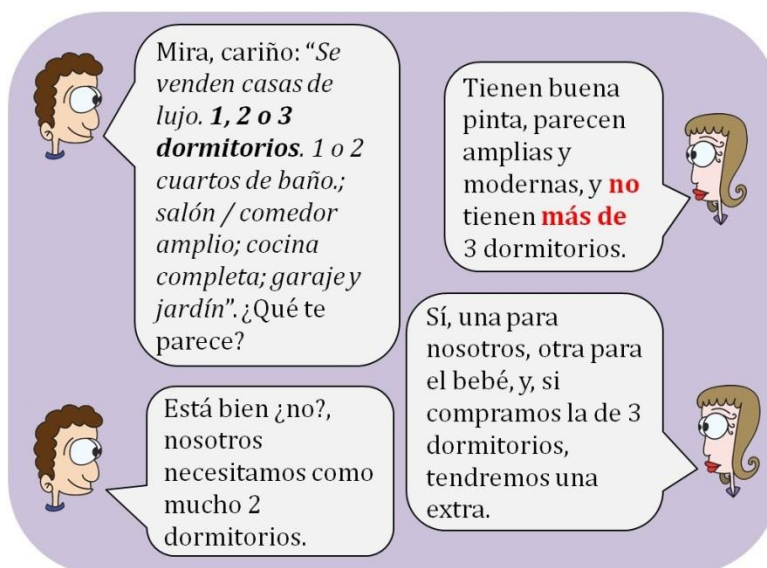 Mira, cariño: “Se
venden casas de
lujo. 1, 2 o 3
dormitorios. 1 o 2
cuartos de baño.;
salón / comedor
amplio; cocina
completa; garaje y
jardín”. ¿Qué te
parece?
Tienen buena
pinta, parecen
amplias y
modernas, y no
tienen más de
3 dormitorios.
Está bien ¿no?,
nosotros
necesitamos como
mucho 2
dormitorios.
Sí, una para
nosotros, otra para
el bebé, y, si
compramos la de 3
dormitorios,
tendremos una
extra.